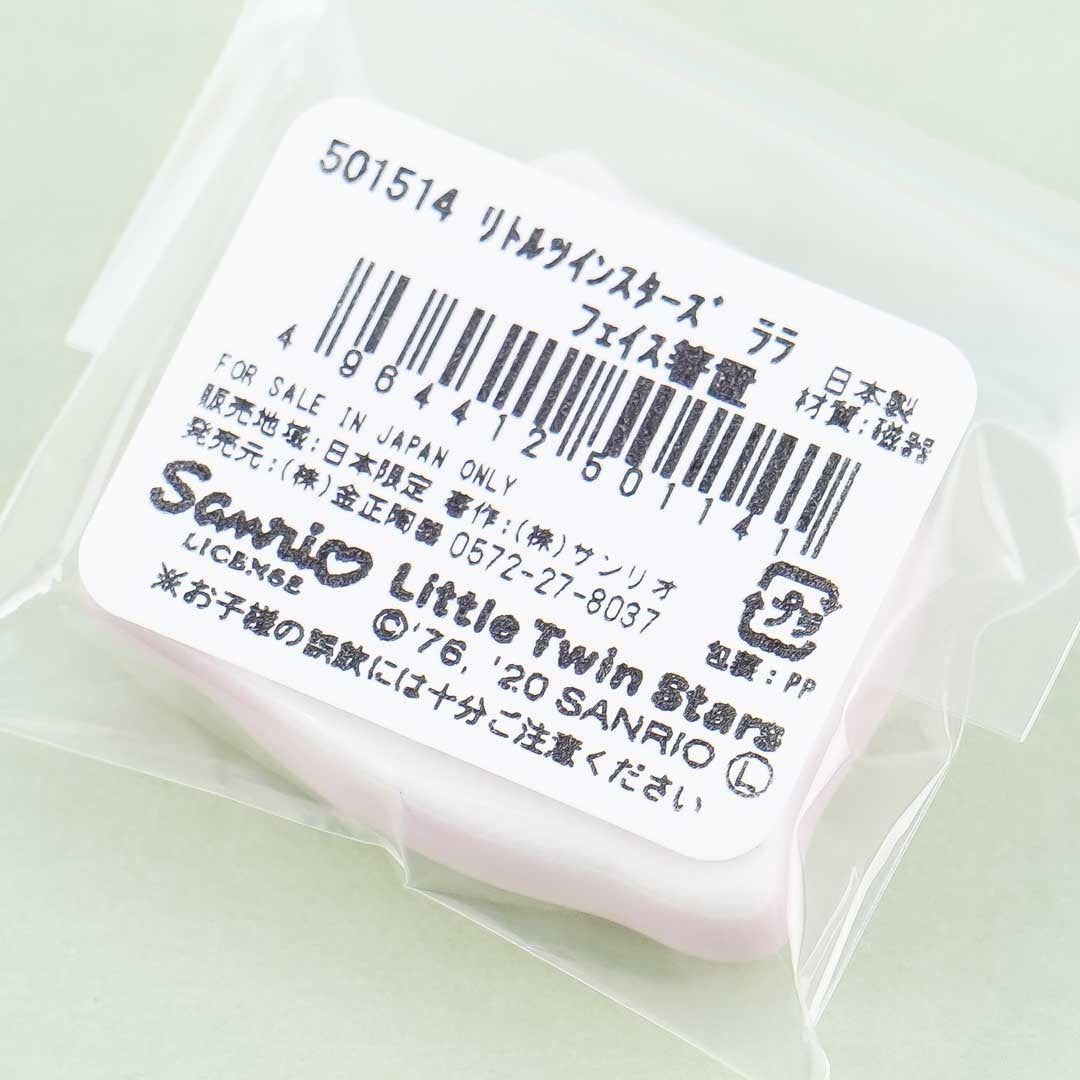 501514 リトルツインスターズ ララ
フェイス箸置
日本製
材質:磁器
4 964412 501141
FOR SALE IN JAPAN ONLY
販売地域:日本限定 著作:(株)サンリオ
発売元:(株)金正陶器 0572-27-8037
プラ
包装:PP
Sanrio
LICENSE
Little Twin Stars
©'76, '20 SANRIO Ⓛ
※お子様の誤飲には十分ご注意ください